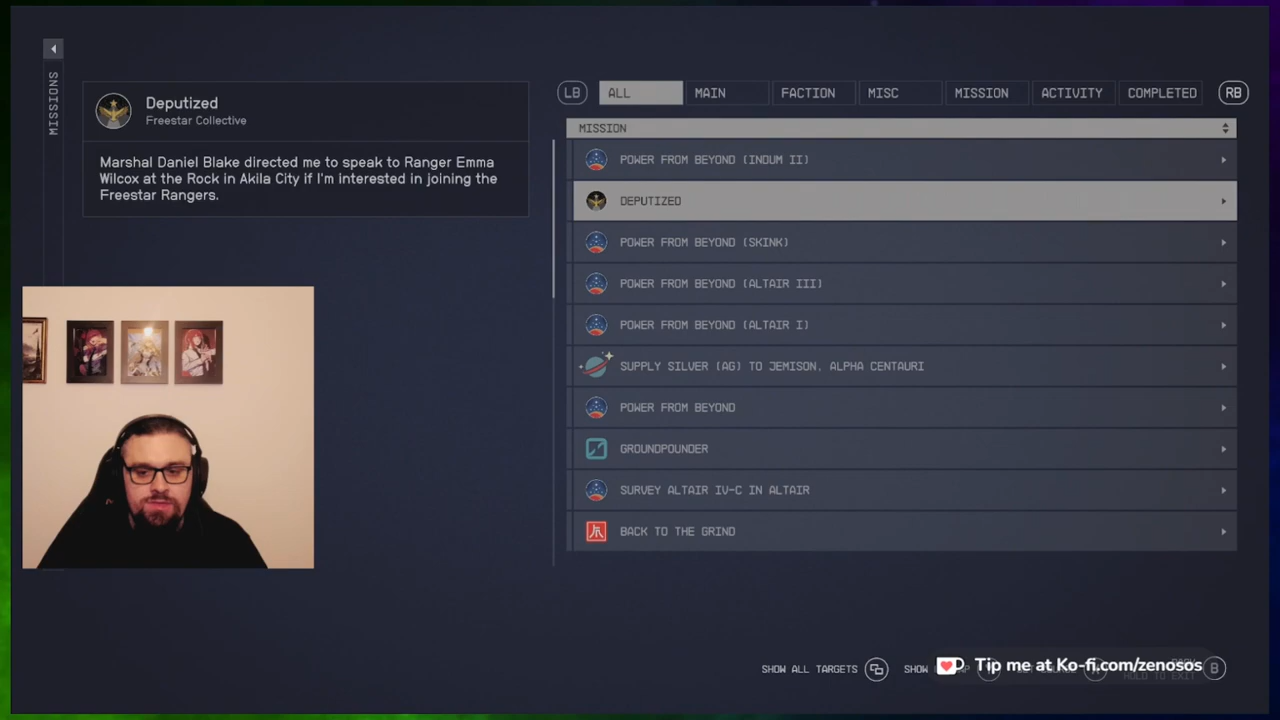 MISSIONS
Deputized
Freestar Collective
Marshal Daniel Blake directed me to speak to Ranger Emma
Wilcox at the Rock in Akila City if I'm interested in joining the
Freestar Rangers.
LB
ALL
MAIN
FACTION
MISC
MISSION
ACTIVITY
COMPLETED
RB
MISSION
POWER FROM BEYOND (INDUM II)
DEPUTIZED
POWER FROM BEYOND (SKINK)
POWER FROM BEYOND (ALTAIR III)
POWER FROM BEYOND (ALTAIR I)
SUPPLY SILVER (AG) TO JEMISON, ALPHA CENTAURI
POWER FROM BEYOND
GROUNDPOUNDER
SURVEY ALTAIR IV-C IN ALTAIR
BACK TO THE GRIND
SHOW ALL TARGETS
SHOW
Tip me at Ko-fi.com/zenosos
B
HOLD TO EXIT